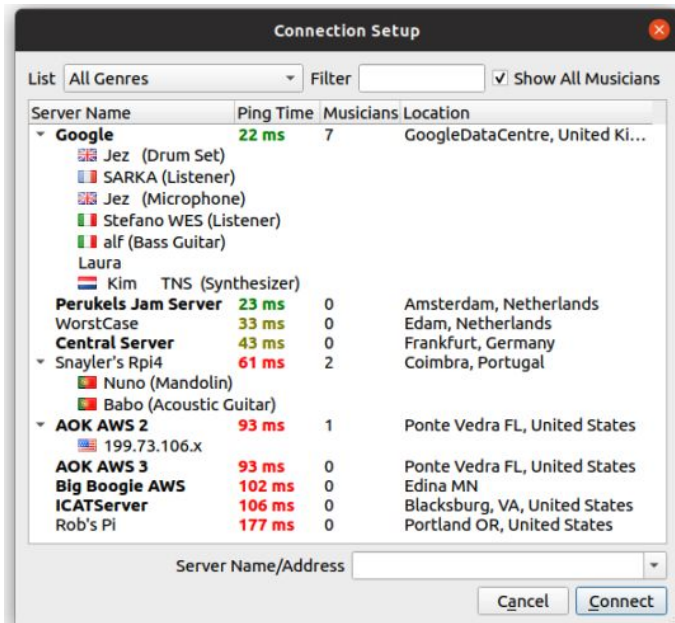 Connection Setup
List All Genres Filter Show All Musicians
Server Name Ping Time Musicians Location
Google 22 ms 7 GoogleDataCentre, United Ki...
Jez (Drum Set)
SARKA (Listener)
Jez (Microphone)
Stefano WES (Listener)
alf (Bass Guitar)
Laura
Kim TNS (Synthesizer)
Perukels Jam Server 23 ms 0 Amsterdam, Netherlands
WorstCase 33 ms 0 Edam, Netherlands
Central Server 43 ms 0 Frankfurt, Germany
Snayler's Rpi4 61 ms 2 Coimbra, Portugal
Nuno (Mandolin)
Babo (Acoustic Guitar)
AOK AWS 2 93 ms 1 Ponte Vedra FL, United States
199.73.106.x
AOK AWS 3 93 ms 0 Ponte Vedra FL, United States
Big Boogie AWS 102 ms 0 Edina MN
ICATServer 106 ms 0 Blacksburg, VA, United States
Rob's Pi 177 ms 0 Portland OR, United States
Server Name/Address
Cancel Connect